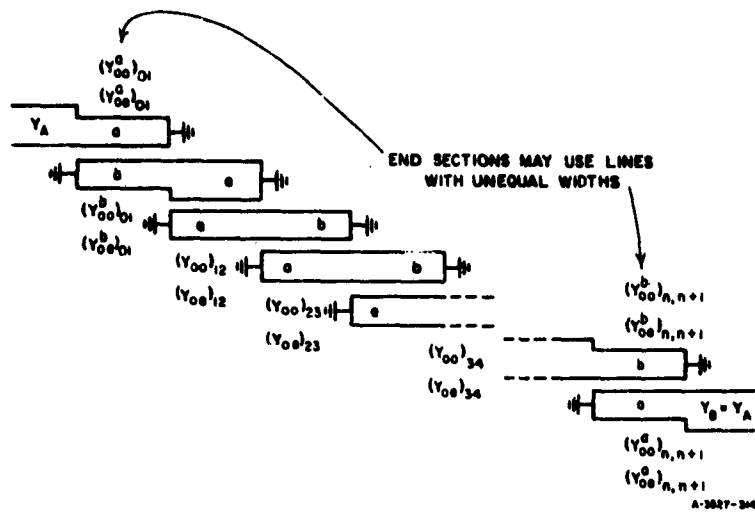 (Y^a_oo)_01
(Y^a_oe)_01
Y_A
a
b
a
END SECTIONS MAY USE LINES
WITH UNEQUAL WIDTHS
(Y^b_oo)_01
(Y^b_oe)_01
a
b
(Y_oo)_12
(Y_oe)_12
a
b
(Y_oo)_23
(Y_oe)_23
a
(Y^b_oo)_n,n+1
(Y^b_oe)_n,n+1
(Y_oo)_34
(Y_oe)_34
b
a
Y_B = Y_A
(Y^a_oo)_n,n+1
(Y^a_oe)_n,n+1